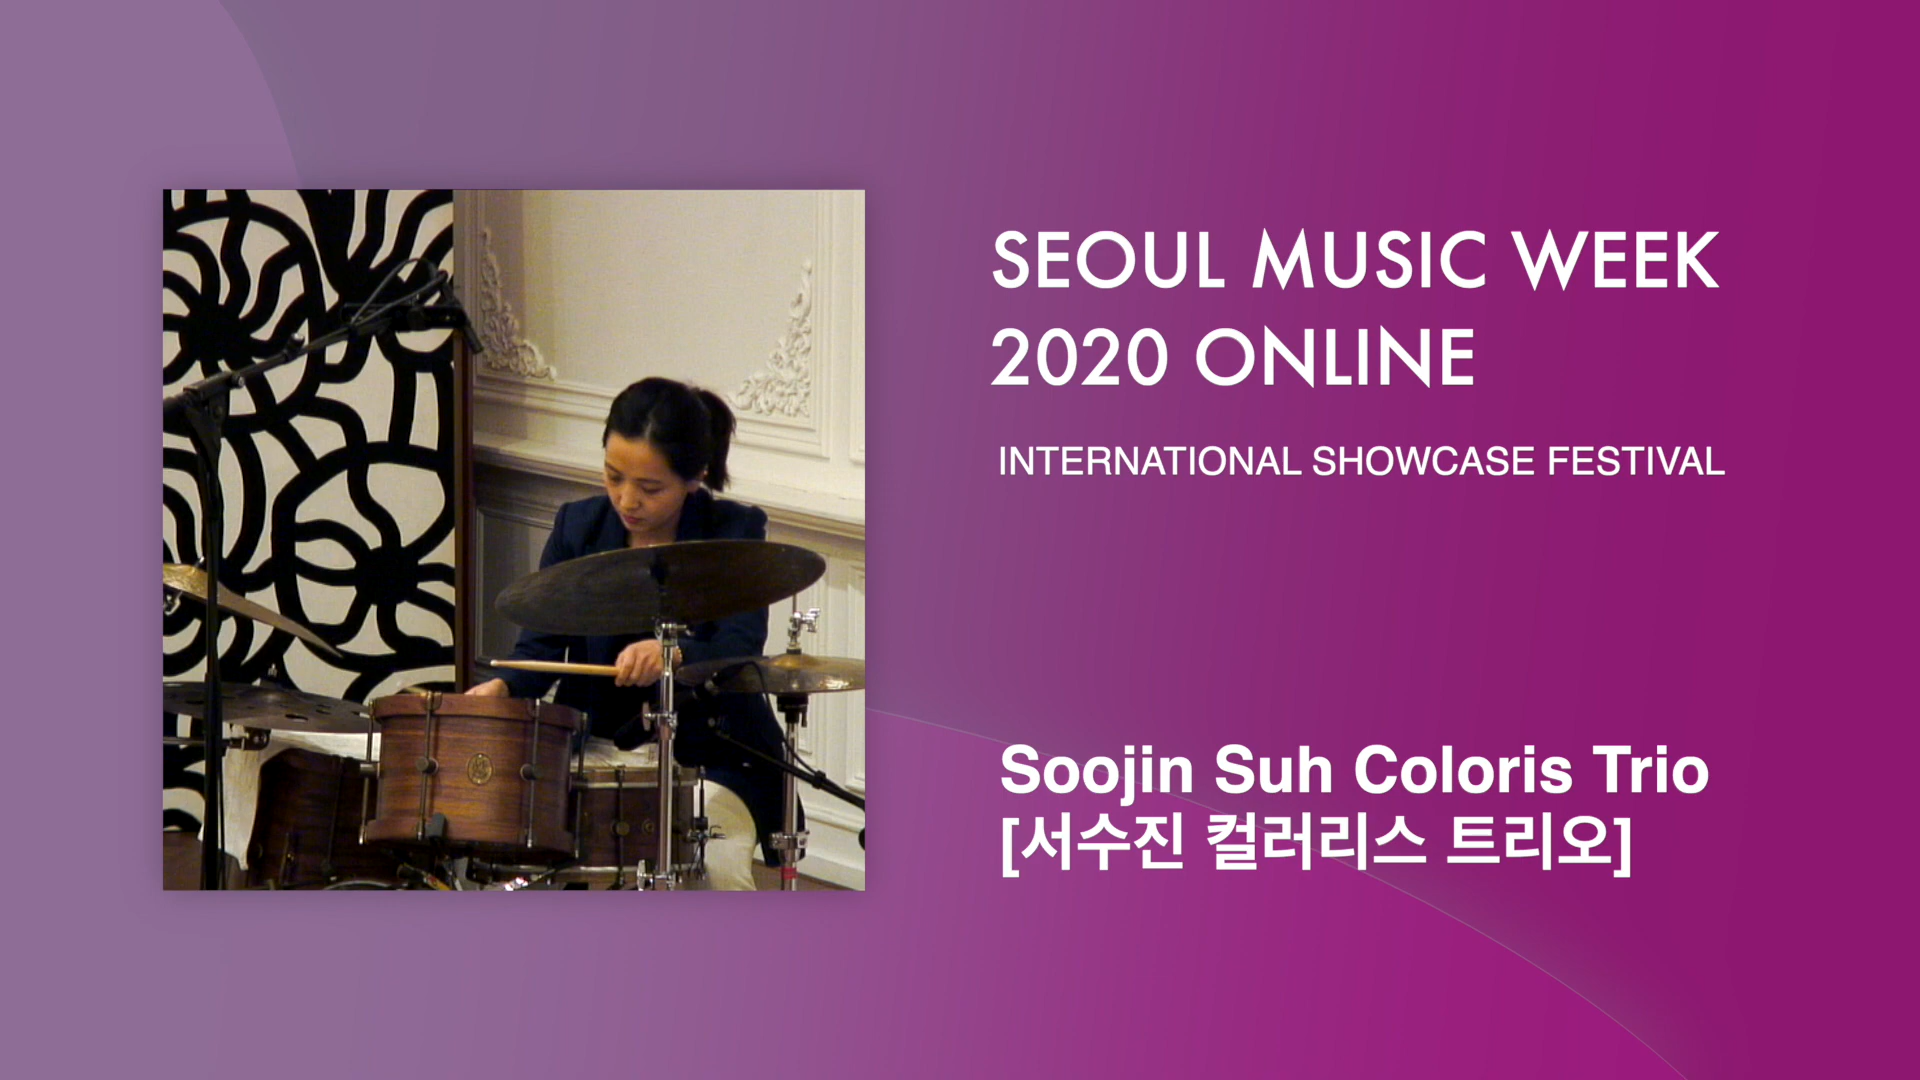 SEOUL MUSIC WEEK
2020 ONLINE
INTERNATIONAL SHOWCASE FESTIVAL
Soojin Suh Coloris Trio
[서수진 컬러리스 트리오]